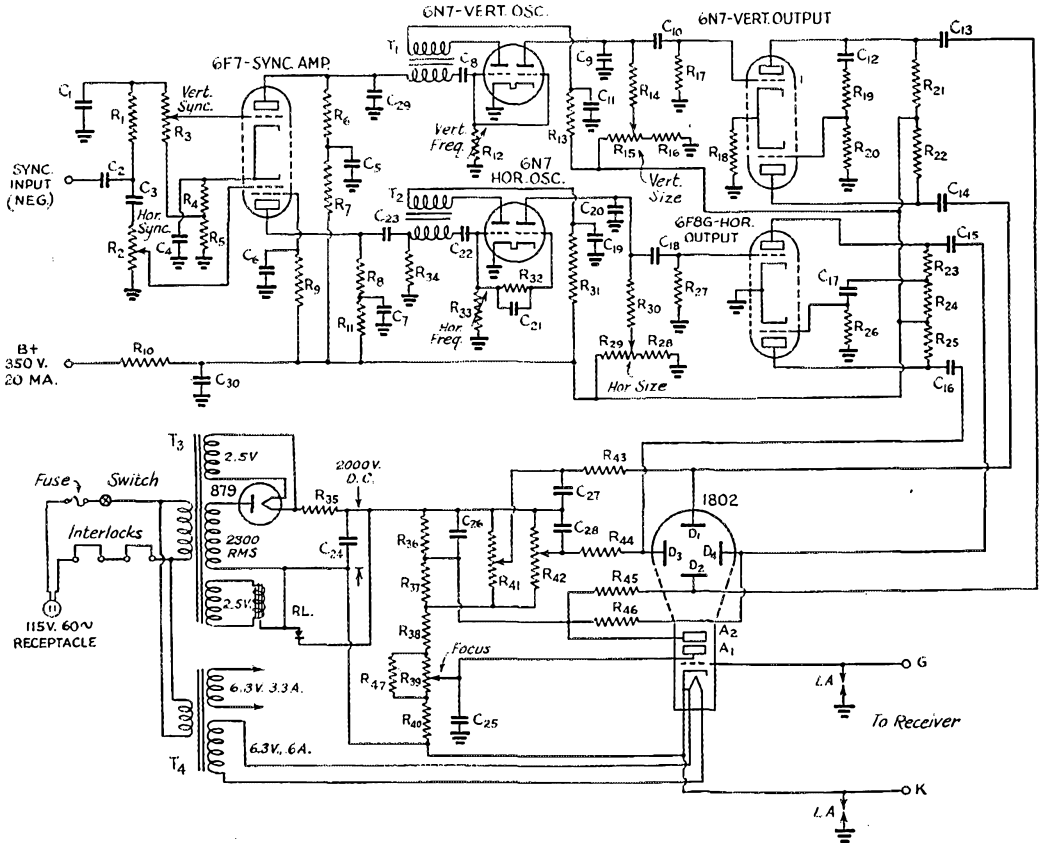 6N7-VERT. OSC.
6N7-VERT. OUTPUT
6F7-SYNC. AMP.
T1
C8
C9
C10
R17
C12
C13
C1
R1
Vert. Sync.
R3
C29
R6
C11
R14
R19
R21
C2
SYNC. INPUT (NEG.)
C3
R4
C5
Vert. Freq.
R12
R13
R15
R16
Vert. Size
R18
R20
R22
Hor. Sync.
R2
C4
R5
R7
6N7 HOR. OSC.
T2
C20
C14
C23
C22
C19
C18
6F8G-HOR. OUTPUT
C15
C6
R9
R8
R34
R32
C21
R31
R30
R27
C17
R23
R24
R11
C7
R33
Hor. Freq.
R26
R25
B+
350 V.
20 MA.
R10
C30
R29
R28
Hor Size
C16
T3
2.5V
2000 V. D.C.
R43
Fuse
Switch
879
R35
C27
1802
Interlocks
2300 RMS
C24
R36
C26
R41
R42
C28
R44
D1
D3
D4
D2
R37
2.5V.
RL.
R45
R46
115V. 60~
RECEPTACLE
R38
A2
A1
Focus
R47
R39
G
6.3V. 3.3A.
R40
C25
I.A
To Receiver
T4
6.3V., .6A.
K
I.A